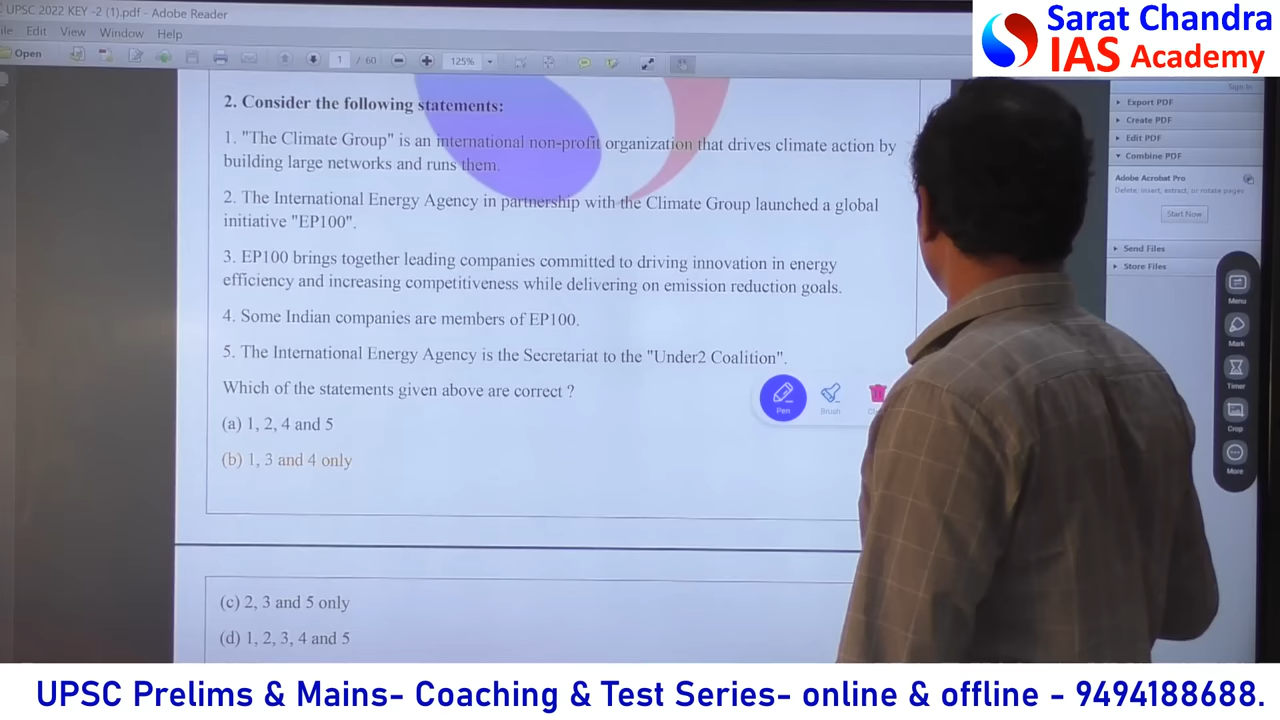 UPSC 2022 KEY -2 (1).pdf - Adobe Reader
Edit View Window Help
Open 1 / 60 125%
Sarat Chandra
IAS Academy
Sign In
Export PDF
Create PDF
Edit PDF
Combine PDF
Adobe Acrobat Pro
Delete, insert, extract, or rotate pages
Start Now
Send Files
Store Files
Menu
Mark
Timer
Crop
More
2. Consider the following statements:
1. "The Climate Group" is an international non-profit organization that drives climate action by
building large networks and runs them.
2. The International Energy Agency in partnership with the Climate Group launched a global
initiative "EP100".
3. EP100 brings together leading companies committed to driving innovation in energy
efficiency and increasing competitiveness while delivering on emission reduction goals.
4. Some Indian companies are members of EP100.
5. The International Energy Agency is the Secretariat to the "Under2 Coalition".
Which of the statements given above are correct ?
Pen Brush
(a) 1, 2, 4 and 5
(b) 1, 3 and 4 only
(c) 2, 3 and 5 only
(d) 1, 2, 3, 4 and 5
UPSC Prelims & Mains- Coaching & Test Series- online & offline - 9494188688.